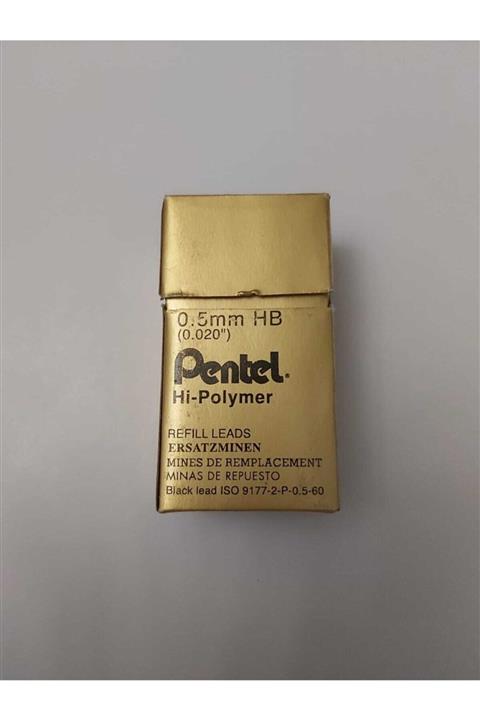 0.5mm HB
(0.020")
Pentel®
Hi-Polymer
REFILL LEADS
ERSATZMINEN
MINES DE REMPLACEMENT
MINAS DE REPUESTO
Black lead ISO 9177-2-P-0.5-60